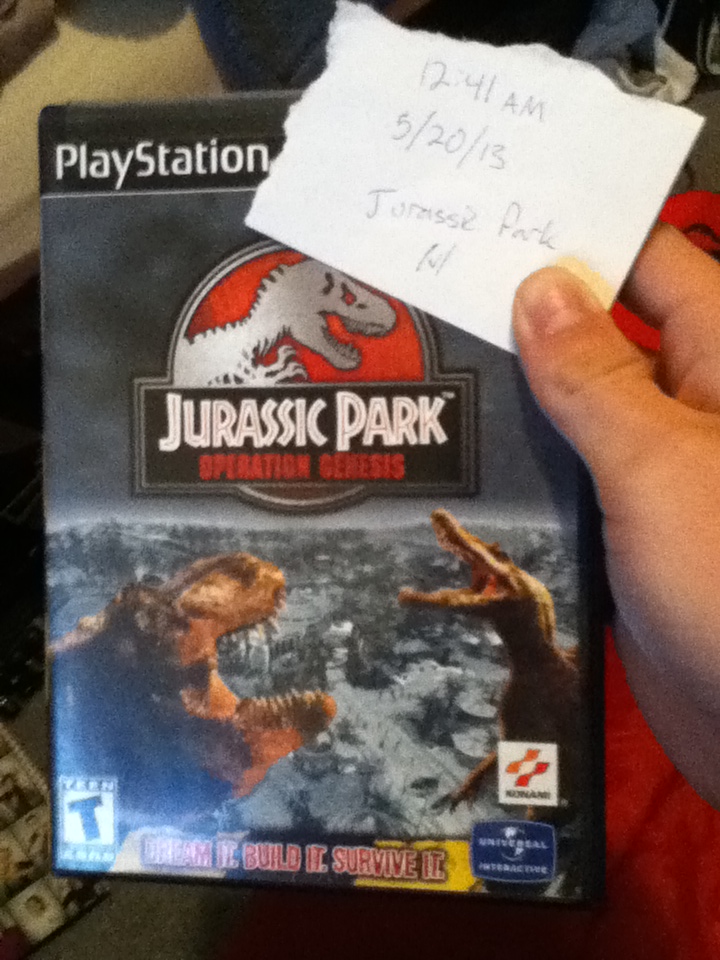 12:41 AM
5/20/13
Jurassic Park
PlayStation
JURASSIC PARK™
OPERATION GENESIS
KONAMI
TEEN
T
DREAM IT. BUILD IT. SURVIVE IT.
UNIVERSAL
INTERACTIVE